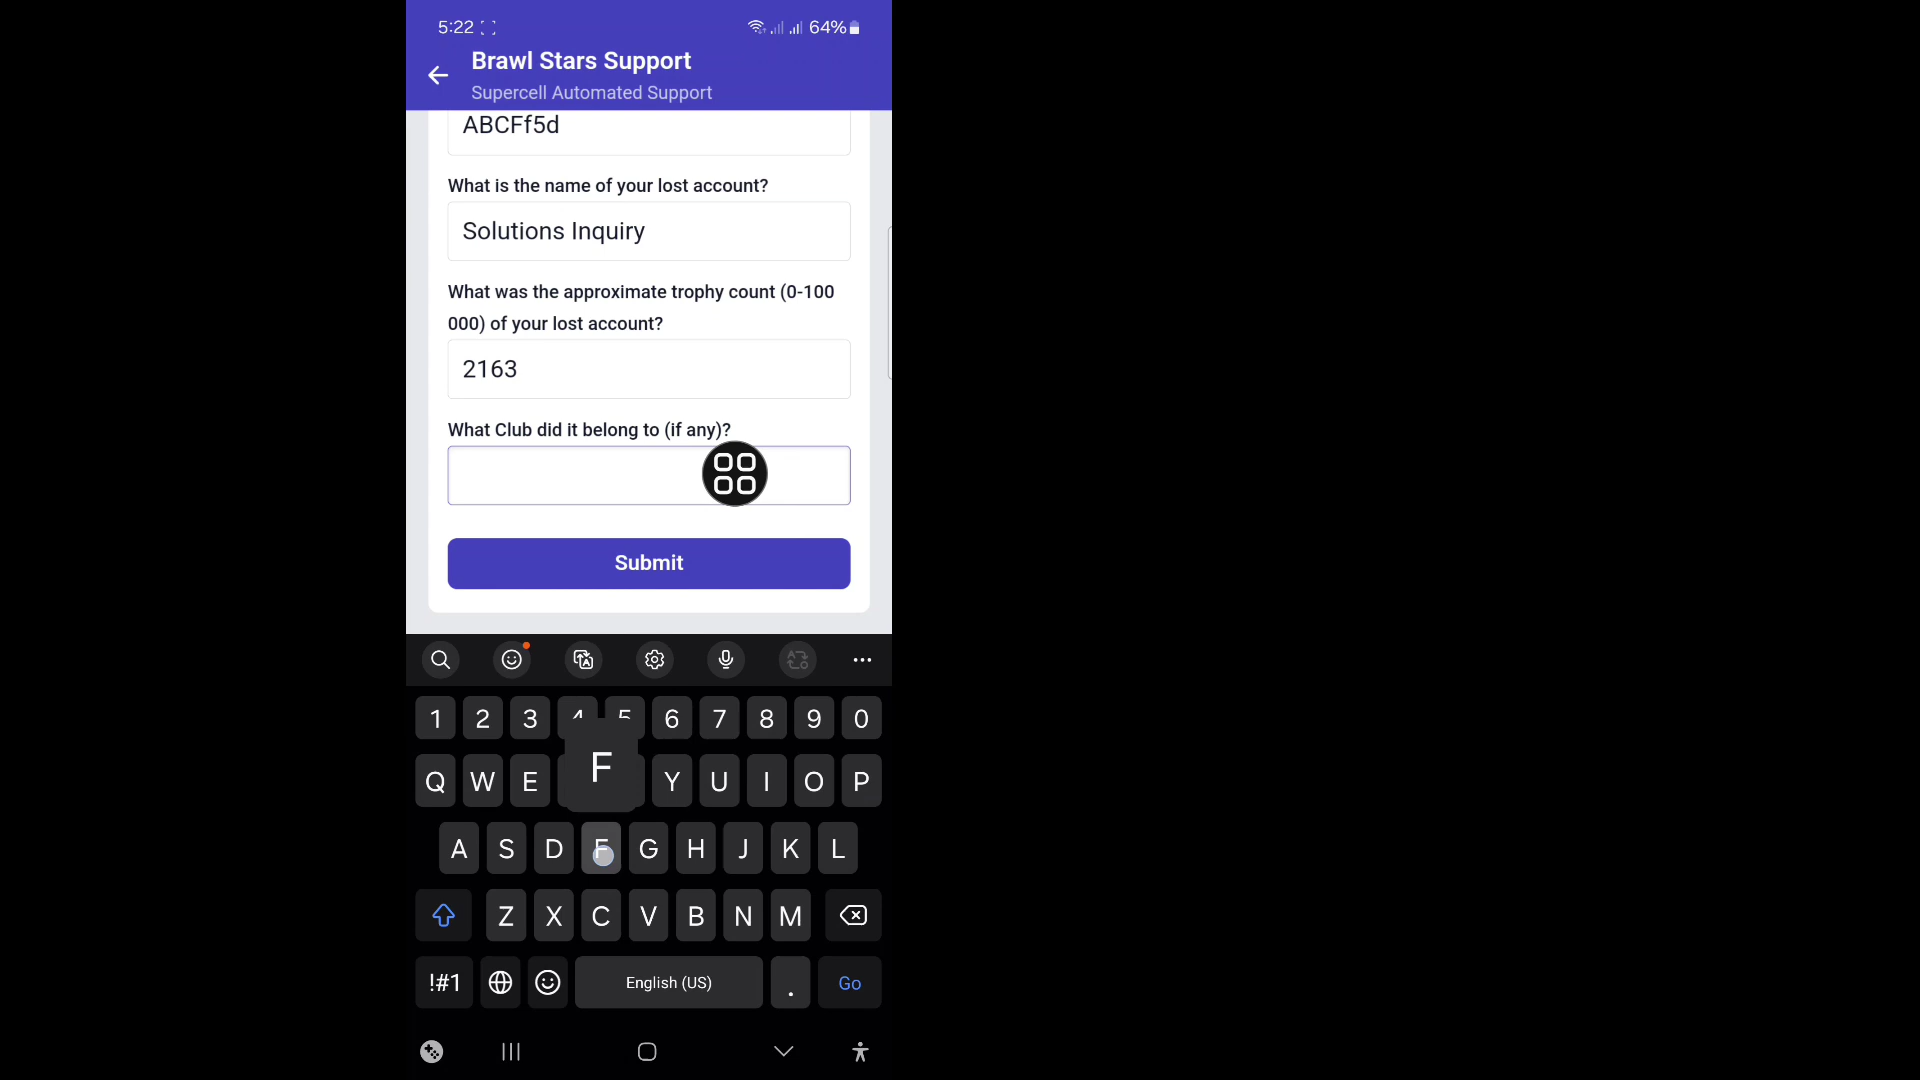 5:22 64%
Brawl Stars Support
Supercell Automated Support
ABCFf5d
What is the name of your lost account?
Solutions Inquiry
What was the approximate trophy count (0-100
000) of your lost account?
2163
What Club did it belong to (if any)?
Submit
1 2 3 4 5 6 7 8 9 0
F
Q W E Y U I O P
A S D F G H J K L
Z X C V B N M
!#1 English (US) . Go